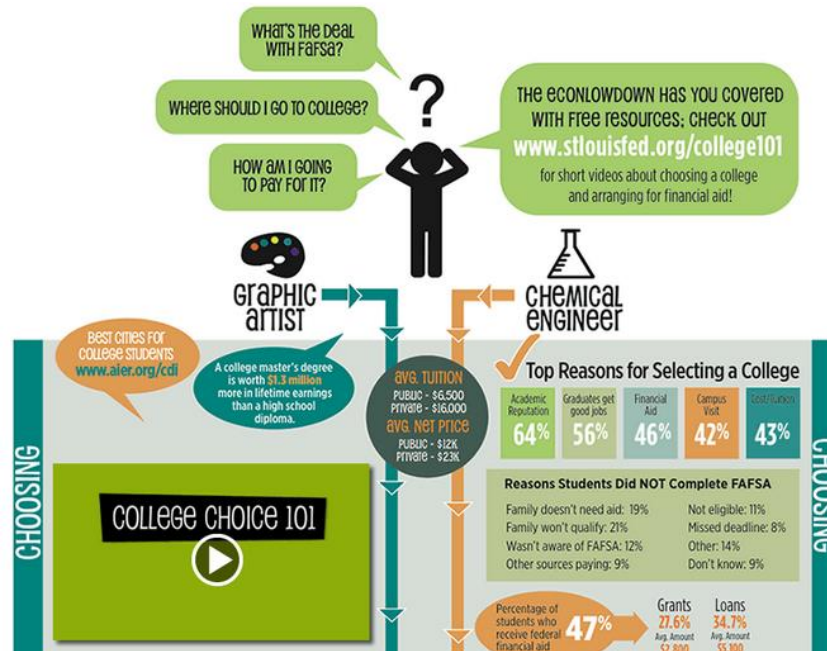 WHAT'S THE DEAL
WITH FAFSA?
WHERE SHOULD I GO TO COLLEGE?
HOW AM I GOING
TO PAY FOR IT?
?
THE ECONLOWDOWN HAS YOU COVERED
WITH FREE RESOURCES; CHECK OUT
www.stlouisfed.org/college101
for short videos about choosing a college
and arranging for financial aid!
GRAPHIC
ARTIST
CHEMICAL
ENGINEER
CHOOSING
BEST CITIES FOR
COLLEGE STUDENTS
www.aier.org/cdi
A college master's degree
is worth $1.3 million
more in lifetime earnings
than a high school
diploma.
AVG. TUITION
PUBLIC - $6,500
PRIVATE - $16,000
AVG. NET PRICE
PUBLIC - $12K
PRIVATE - $23K
Top Reasons for Selecting a College
Academic
Reputation
64%
Graduates get
good jobs
56%
Financial
Aid
46%
Campus
Visit
42%
Cost/Tuition
43%
Reasons Students Did NOT Complete FAFSA
Family doesn't need aid: 19%
Family won't qualify: 21%
Wasn't aware of FAFSA: 12%
Other sources paying: 9%
Not eligible: 11%
Missed deadline: 8%
Other: 14%
Don't know: 9%
CHOOSING
COLLEGE CHOICE 101
Percentage of
students who
receive federal
financial aid
47%
Grants
27.6%
Avg. Amount
$2,800
Loans
34.7%
Avg. Amount
$5,100